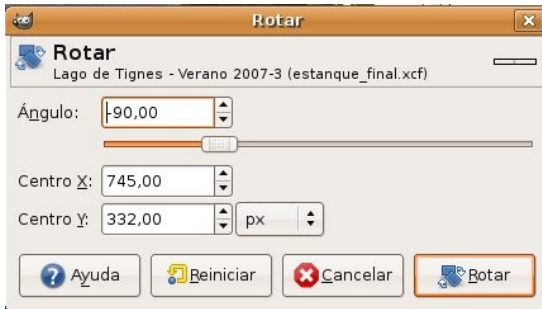 Rotar
Rotar
Lago de Tignes - Verano 2007-3 (estanque_final.xcf)
Ángulo: -90,00
Centro X: 745,00
Centro Y: 332,00 px
Ayuda Reiniciar Cancelar Rotar